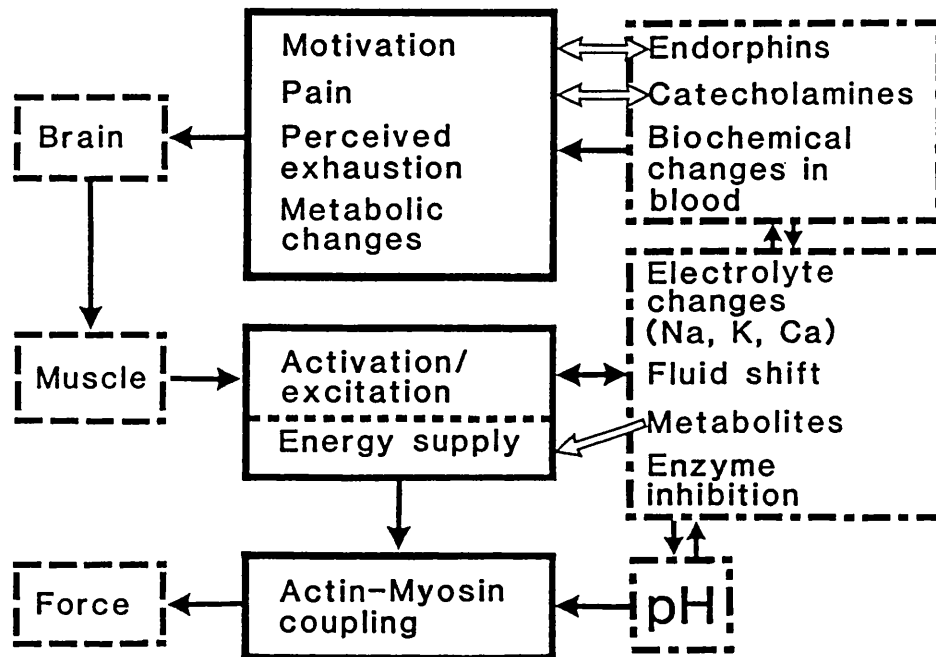 Motivation
Pain
Perceived
exhaustion
Metabolic
changes
Endorphins
Catecholamines
Biochemical
changes in
blood
Brain
Electrolyte
changes
(Na, K, Ca)
Fluid shift
Metabolites
Enzyme
inhibition
Muscle
Activation/
excitation
Energy supply
Force
Actin–Myosin
coupling
pH